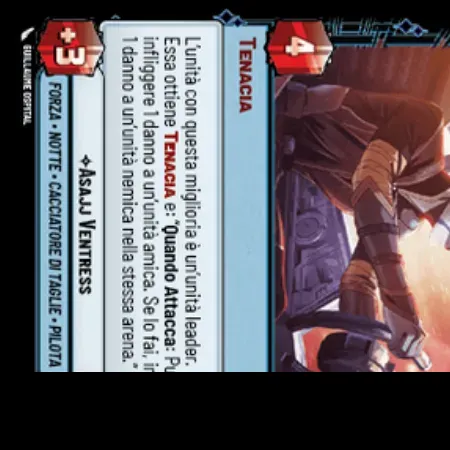 4
TENACIA
L'unità con questa miglioria è un'unità leader.
Essa ottiene TENACIA e: "Quando Attacca:
infliggere 1 danno a un'unità amica. Se lo fai,
1 danno a un'unità nemica nella stessa arena."
+3
ASAJJ VENTRESS
FORZA • NOTTE • CACCIATORE DI TAGLIE • PILOTA
GUILLAUME OSPITAL